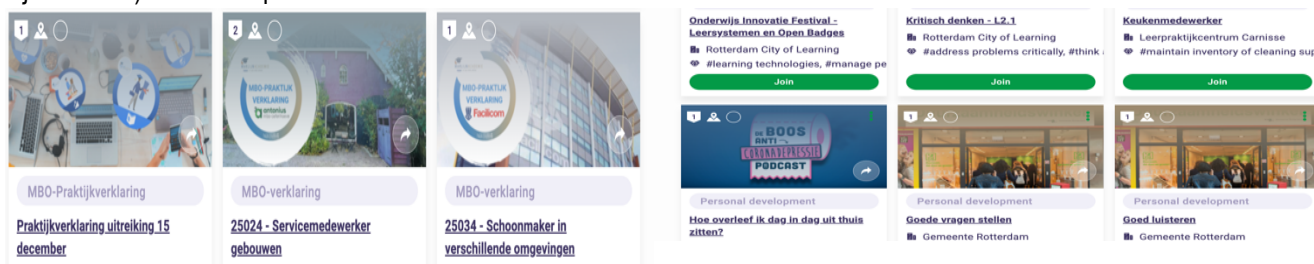 1
2
1
MBO-PRAKTIJK
VERKLARING
antonius
MBO-PRAKTIJK
VERKLARING
Facilicom
MBO-Praktijkverklaring
MBO-verklaring
MBO-verklaring
Praktijkverklaring uitreiking 15
december
25024 - Servicemedewerker
gebouwen
25034 - Schoonmaker in
verschillende omgevingen
Onderwijs Innovatie Festival -
Leersystemen en Open Badges
Rotterdam City of Learning
#learning technologies, #manage pe
Join
Kritisch denken - L2.1
Rotterdam City of Learning
#address problems critically, #think
Join
Keukenmedewerker
Leerpraktijkcentrum Carnisse
#maintain inventory of cleaning sup
Join
1
DE BOOS
ANTI-
CORONADEPRESSIE
PODCAST
Personal development
Hoe overleef ik dag in dag uit thuis
zitten?
1
Personal development
Goede vragen stellen
Gemeente Rotterdam
1
Personal development
Goed luisteren
Gemeente Rotterdam